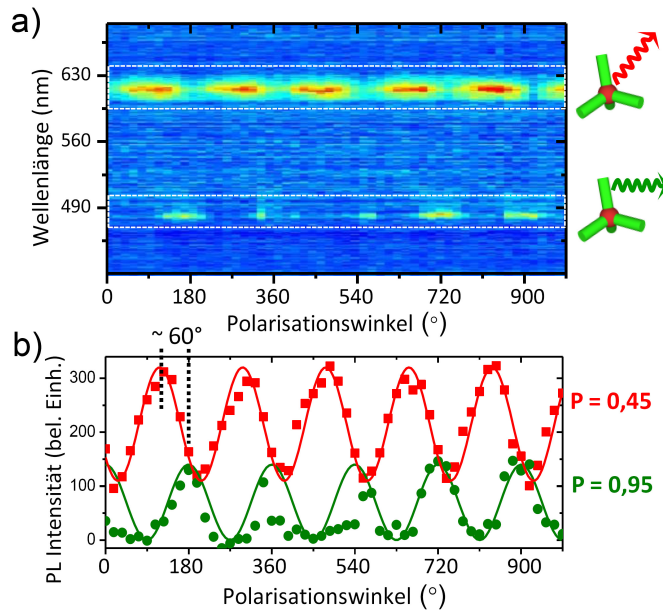 a)
Wellenlänge (nm)
630
560
490
0 180 360 540 720 900
Polarisationswinkel (°)
b)
~ 60°
PL Intensität (bel. Einh.)
300
200
100
0
P = 0,45
P = 0,95
0 180 360 540 720 900
Polarisationswinkel (°)